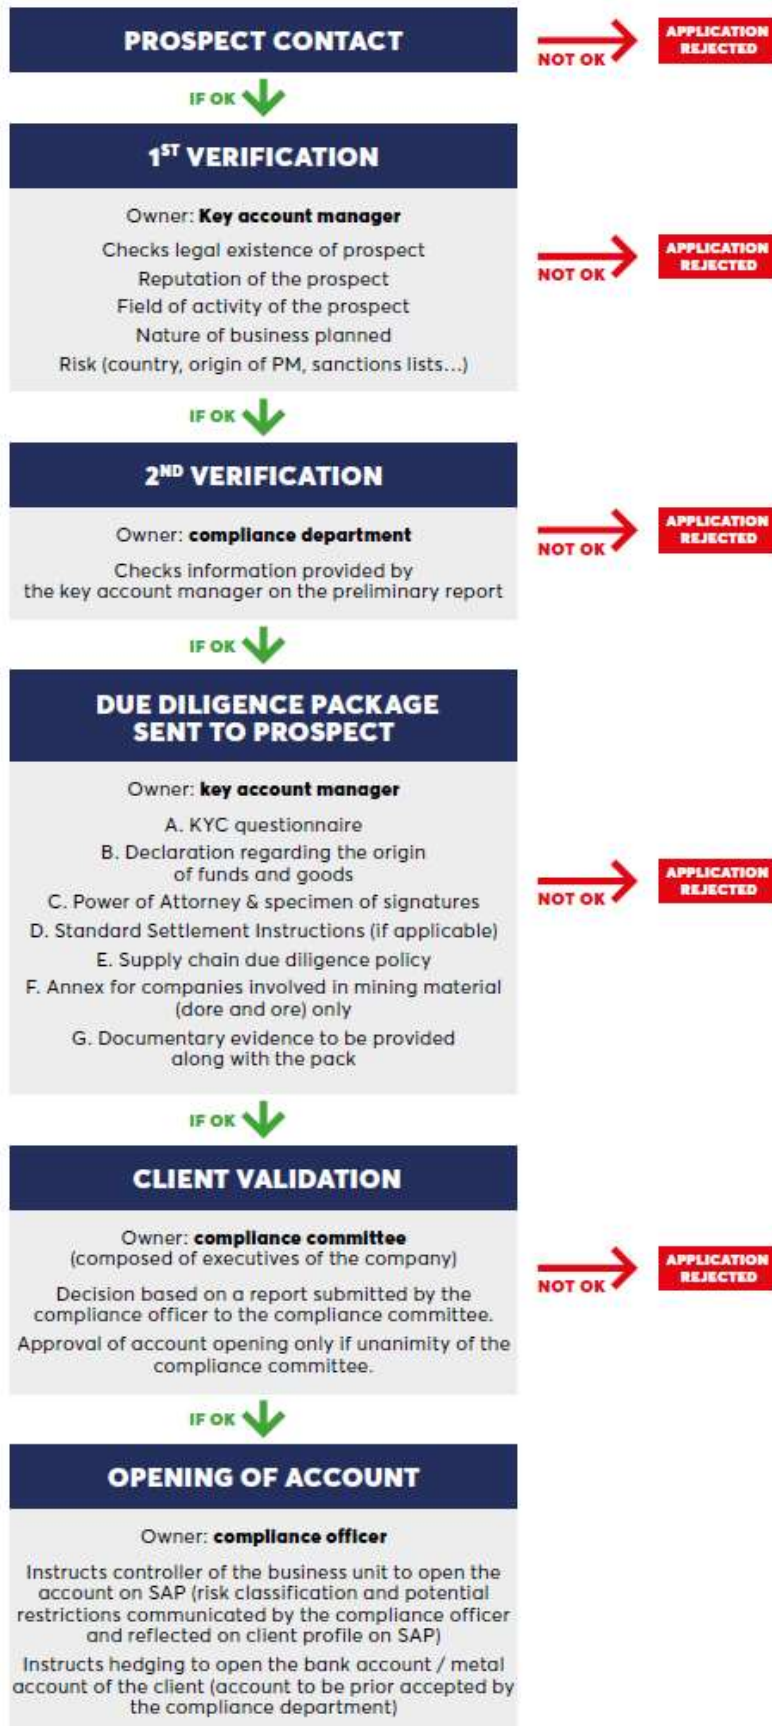 PROSPECT CONTACT
NOT OK
APPLICATION
REJECTED
IF OK
1ST VERIFICATION
Owner: Key account manager
Checks legal existence of prospect
Reputation of the prospect
Field of activity of the prospect
Nature of business planned
Risk (country, origin of PM, sanctions lists...)
NOT OK
APPLICATION
REJECTED
IF OK
2ND VERIFICATION
Owner: compliance department
Checks information provided by
the key account manager on the preliminary report
NOT OK
APPLICATION
REJECTED
IF OK
DUE DILIGENCE PACKAGE
SENT TO PROSPECT
Owner: key account manager
A. KYC questionnaire
B. Declaration regarding the origin
of funds and goods
C. Power of Attorney & specimen of signatures
D. Standard Settlement Instructions (if applicable)
E. Supply chain due diligence policy
F. Annex for companies involved in mining material
(dore and ore) only
G. Documentary evidence to be provided
along with the pack
NOT OK
APPLICATION
REJECTED
IF OK
CLIENT VALIDATION
Owner: compliance committee
(composed of executives of the company)
Decision based on a report submitted by the
compliance officer to the compliance committee.
Approval of account opening only if unanimity of the
compliance committee.
NOT OK
APPLICATION
REJECTED
IF OK
OPENING OF ACCOUNT
Owner: compliance officer
Instructs controller of the business unit to open the
account on SAP (risk classification and potential
restrictions communicated by the compliance officer
and reflected on client profile on SAP)
Instructs hedging to open the bank account / metal
account of the client (account to be prior accepted by
the compliance department)